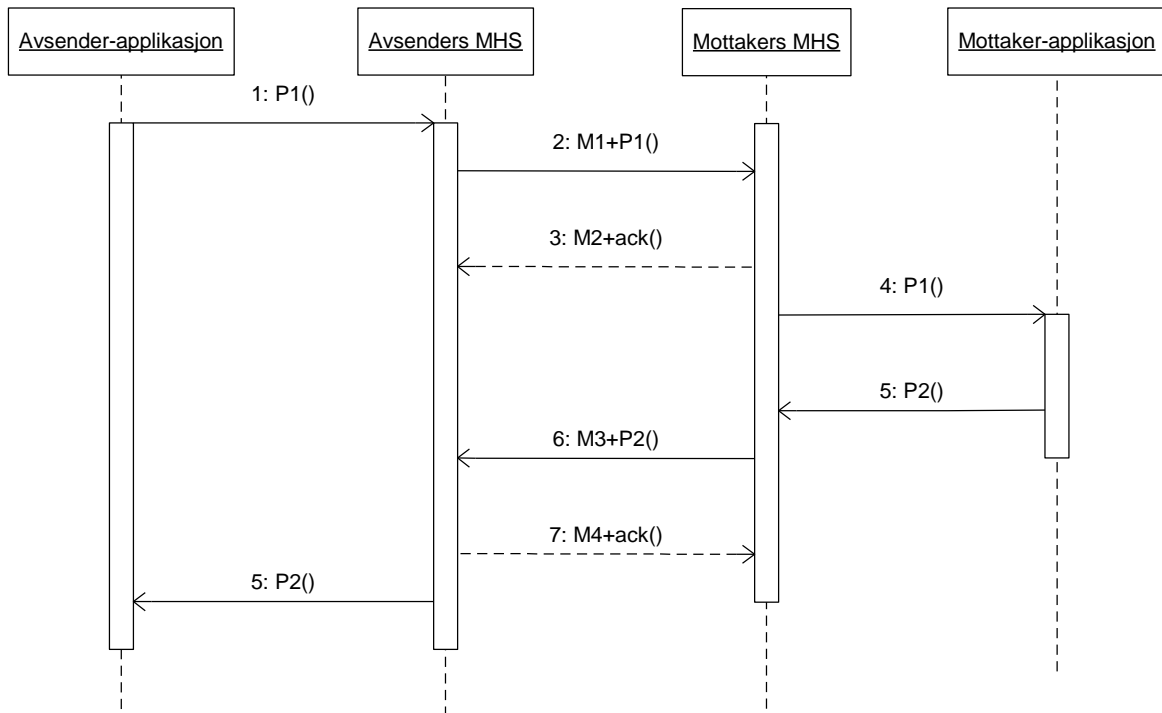 Avsender-applikasjon
Avsenders MHS
Mottakers MHS
Mottaker-applikasjon
1: P1()
2: M1+P1()
3: M2+ack()
4: P1()
5: P2()
6: M3+P2()
7: M4+ack()
5: P2()